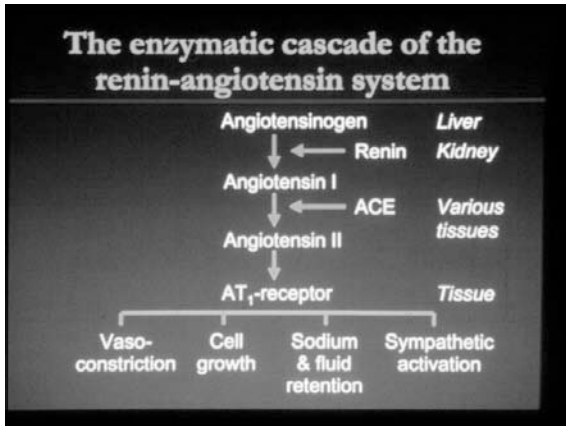 The enzymatic cascade of the
renin-angiotensin system
Angiotensinogen Liver
Renin Kidney
Angiotensin I
ACE Various
tissues
Angiotensin II
AT₁-receptor Tissue
Vaso- Cell Sodium Sympathetic
constriction growth & fluid activation
retention